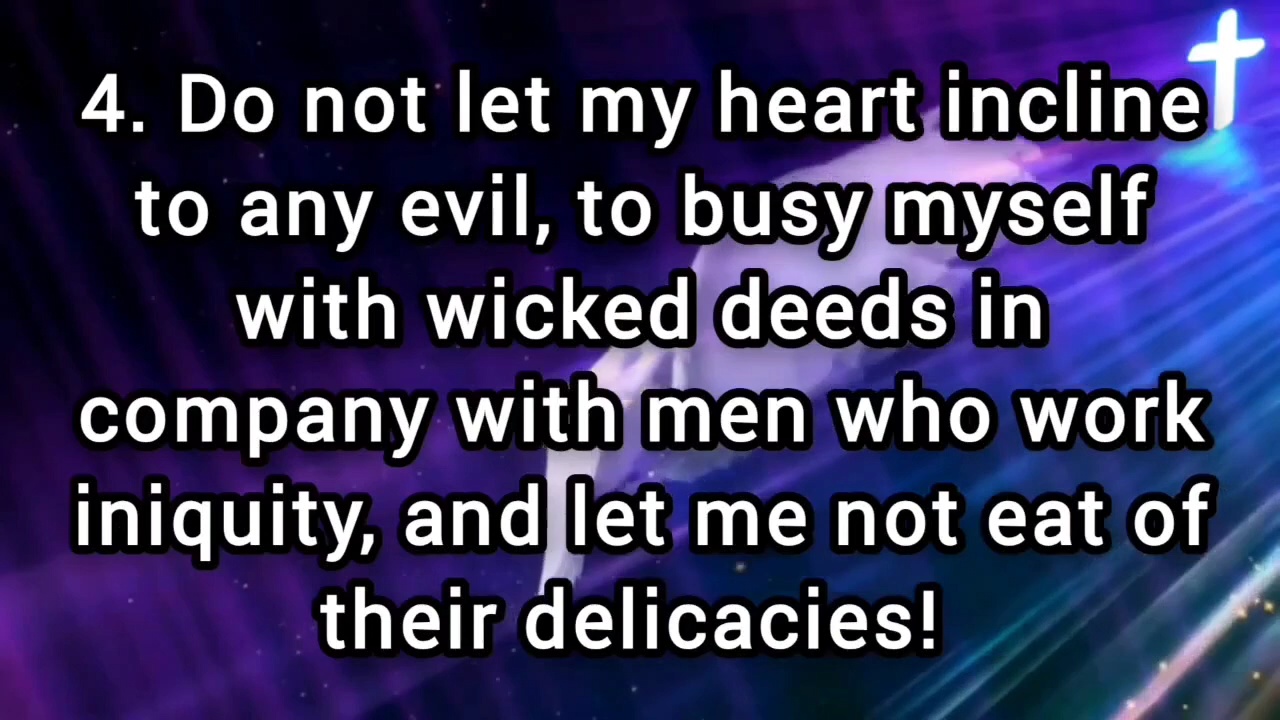 4. Do not let my heart incline
to any evil, to busy myself
with wicked deeds in
company with men who work
iniquity, and let me not eat of
their delicacies!